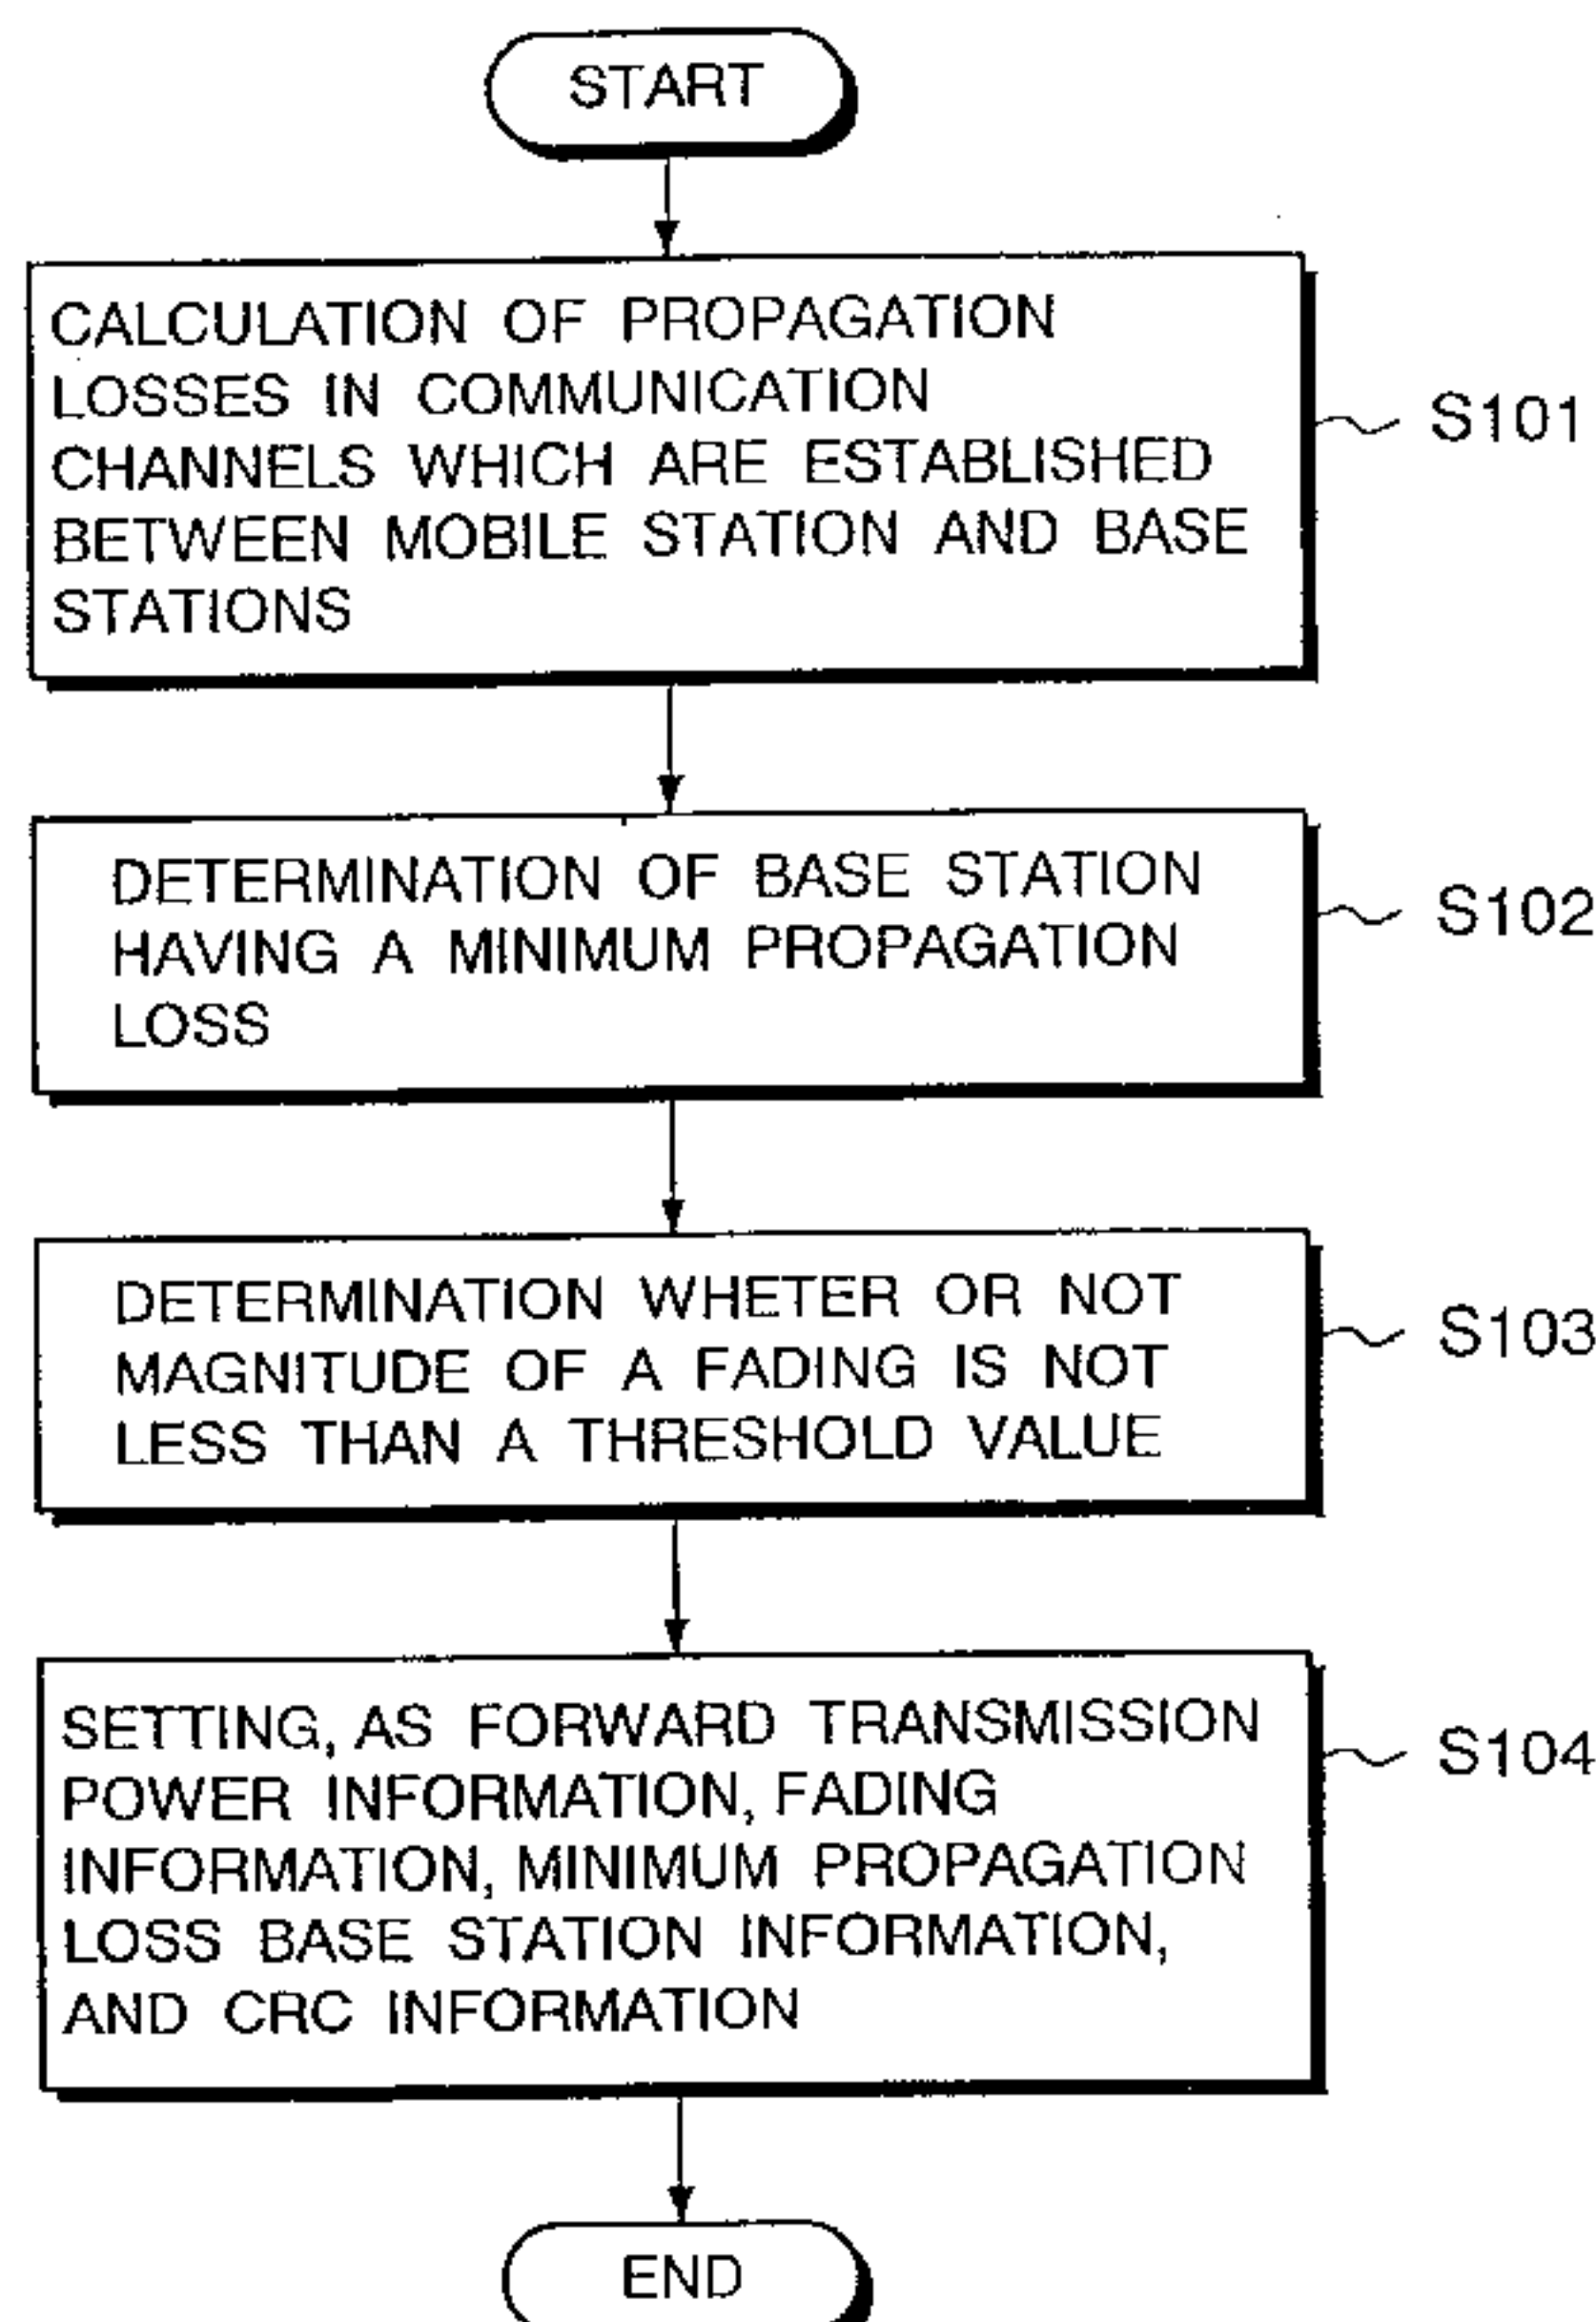 START
CALCULATION OF PROPAGATION
LOSSES IN COMMUNICATION
CHANNELS WHICH ARE ESTABLISHED
BETWEEN MOBILE STATION AND BASE
STATIONS
S101
DETERMINATION OF BASE STATION
HAVING A MINIMUM PROPAGATION
LOSS
S102
DETERMINATION WHETER OR NOT
MAGNITUDE OF A FADING IS NOT
LESS THAN A THRESHOLD VALUE
S103
SETTING, AS FORWARD TRANSMISSION
POWER INFORMATION, FADING
INFORMATION, MINIMUM PROPAGATION
LOSS BASE STATION INFORMATION,
AND CRC INFORMATION
S104
END